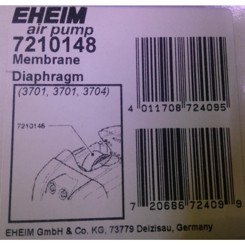 EHEIM
air pump
7210148
Membrane
Diaphragm
(3701, 3701, 3704)
7210148
4 011708 724095
7 20686 72409 9
EHEIM GmbH & Co. KG, 73779 Deizisau, Germany